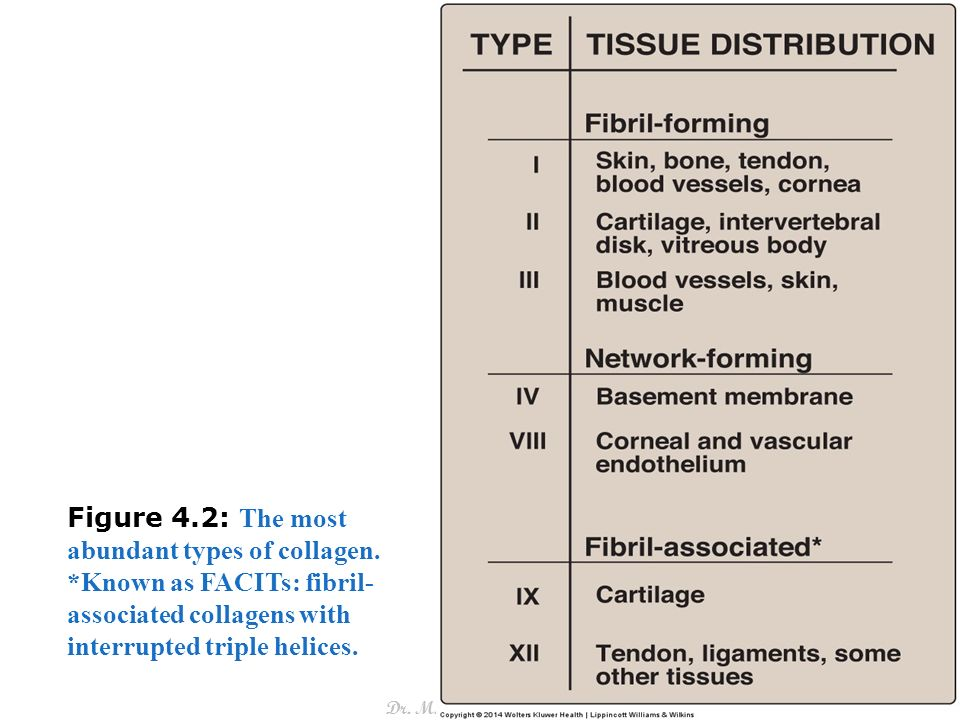 TYPE TISSUE DISTRIBUTION
Fibril-forming
I Skin, bone, tendon,
blood vessels, cornea
II Cartilage, intervertebral
disk, vitreous body
III Blood vessels, skin,
muscle
Network-forming
IV Basement membrane
VIII Corneal and vascular
endothelium
Fibril-associated*
IX Cartilage
XII Tendon, ligaments, some
other tissues
Figure 4.2: The most
abundant types of collagen.
*Known as FACITs: fibril-
associated collagens with
interrupted triple helices.
Dr. M.
Copyright © 2014 Wolters Kluwer Health | Lippincott Williams & Wilkins